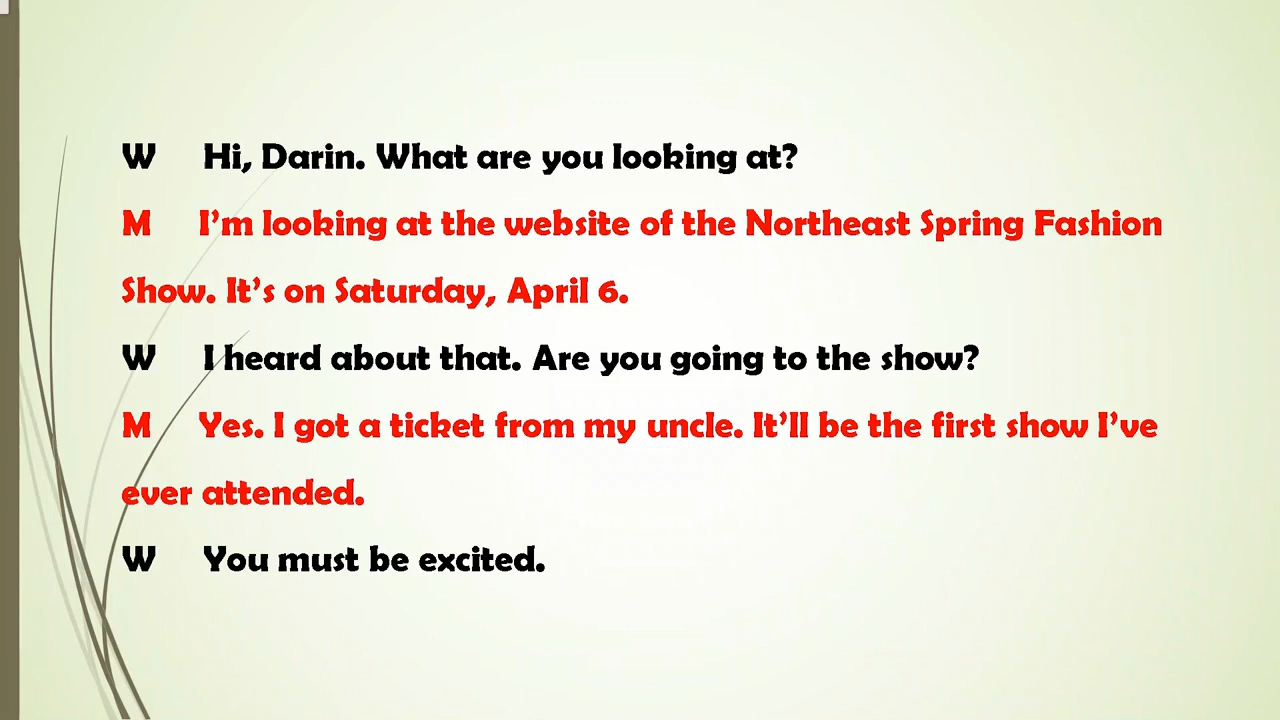 W Hi, Darin. What are you looking at?
M I’m looking at the website of the Northeast Spring Fashion
Show. It’s on Saturday, April 6.
W I heard about that. Are you going to the show?
M Yes. I got a ticket from my uncle. It’ll be the first show I’ve
ever attended.
W You must be excited.